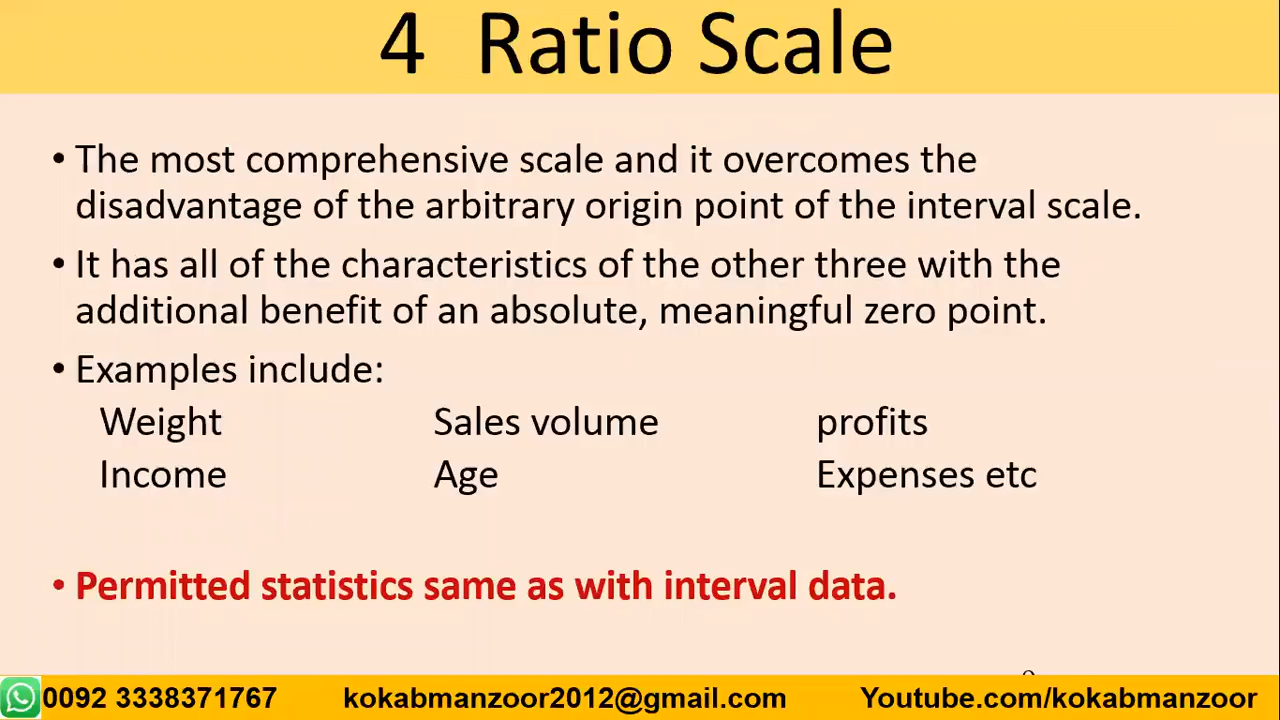 4 Ratio Scale
• The most comprehensive scale and it overcomes the
disadvantage of the arbitrary origin point of the interval scale.
• It has all of the characteristics of the other three with the
additional benefit of an absolute, meaningful zero point.
• Examples include:
Weight Sales volume profits
Income Age Expenses etc
• Permitted statistics same as with interval data.
0092 3338371767 kokabmanzoor2012@gmail.com Youtube.com/kokabmanzoor